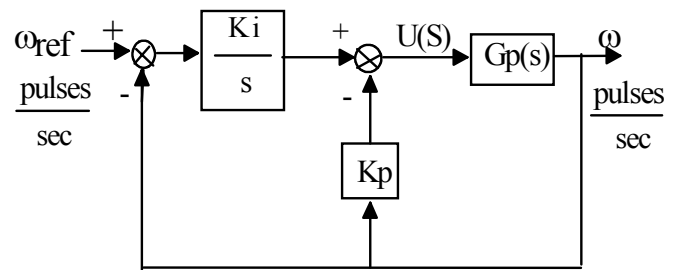 ωref
+
-
pulses
sec
Ki
s
+
-
U(S)
Gp(s)
ω
pulses
sec
Kp